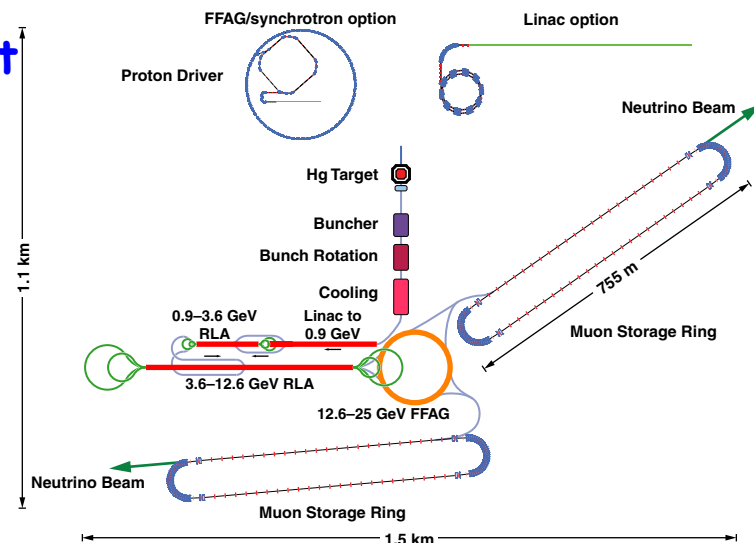 FFAG/synchrotron option
Linac option
t
Proton Driver
Neutrino Beam
Hg Target
Buncher
Bunch Rotation
Cooling
1.1 km
755 m
0.9–3.6 GeV
RLA
Linac to
0.9 GeV
Muon Storage Ring
3.6–12.6 GeV RLA
12.6–25 GeV FFAG
Neutrino Beam
Muon Storage Ring
1.5 km